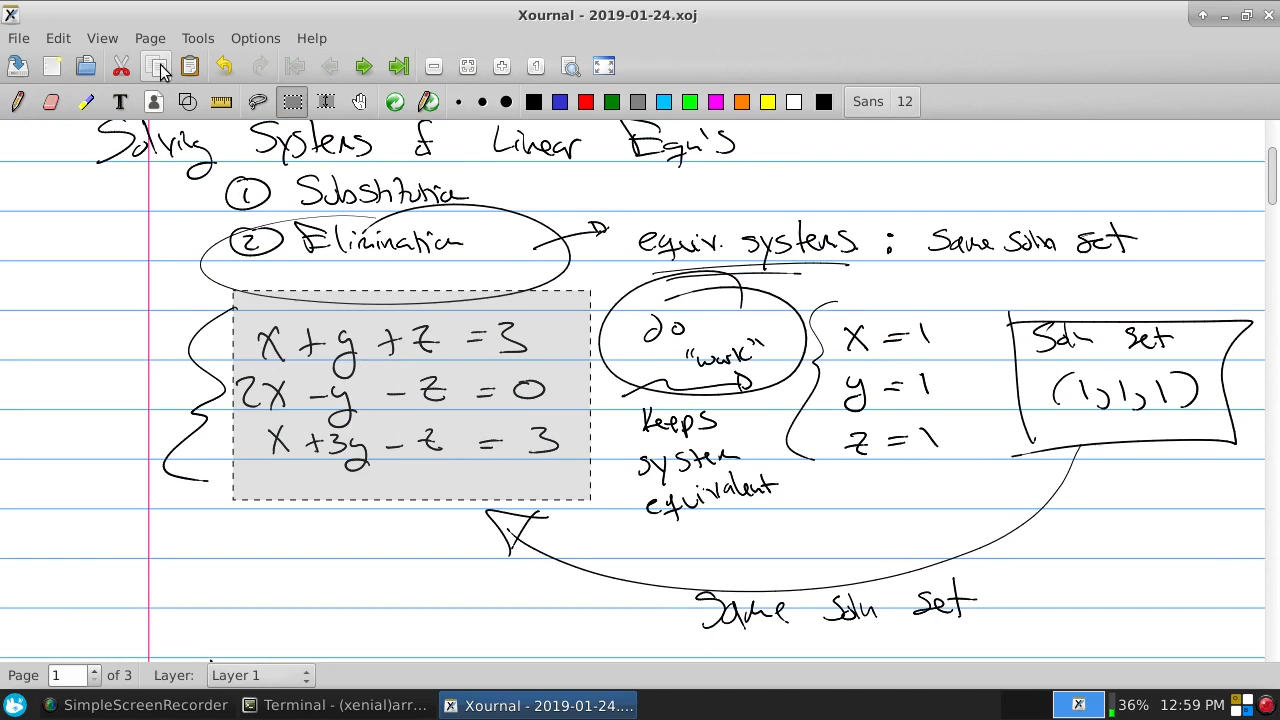 Xournal - 2019-01-24.xoj
File Edit View Page Tools Options Help
Sans 12
Solving Systems of Linear Eqn's
① Substitution
② Elimination
equiv. systems : same soln set
x + y + z = 3
2x - y - z = 0
x + 3y - z = 3
do
"work"
keeps
system
equivalent
x = 1
y = 1
z = 1
Soln set
(1,1,1)
Same soln set
Page 1 of 3 Layer: Layer 1
SimpleScreenRecorder Terminal - (xenial)arr... Xournal - 2019-01-24.... 36% 12:59 PM